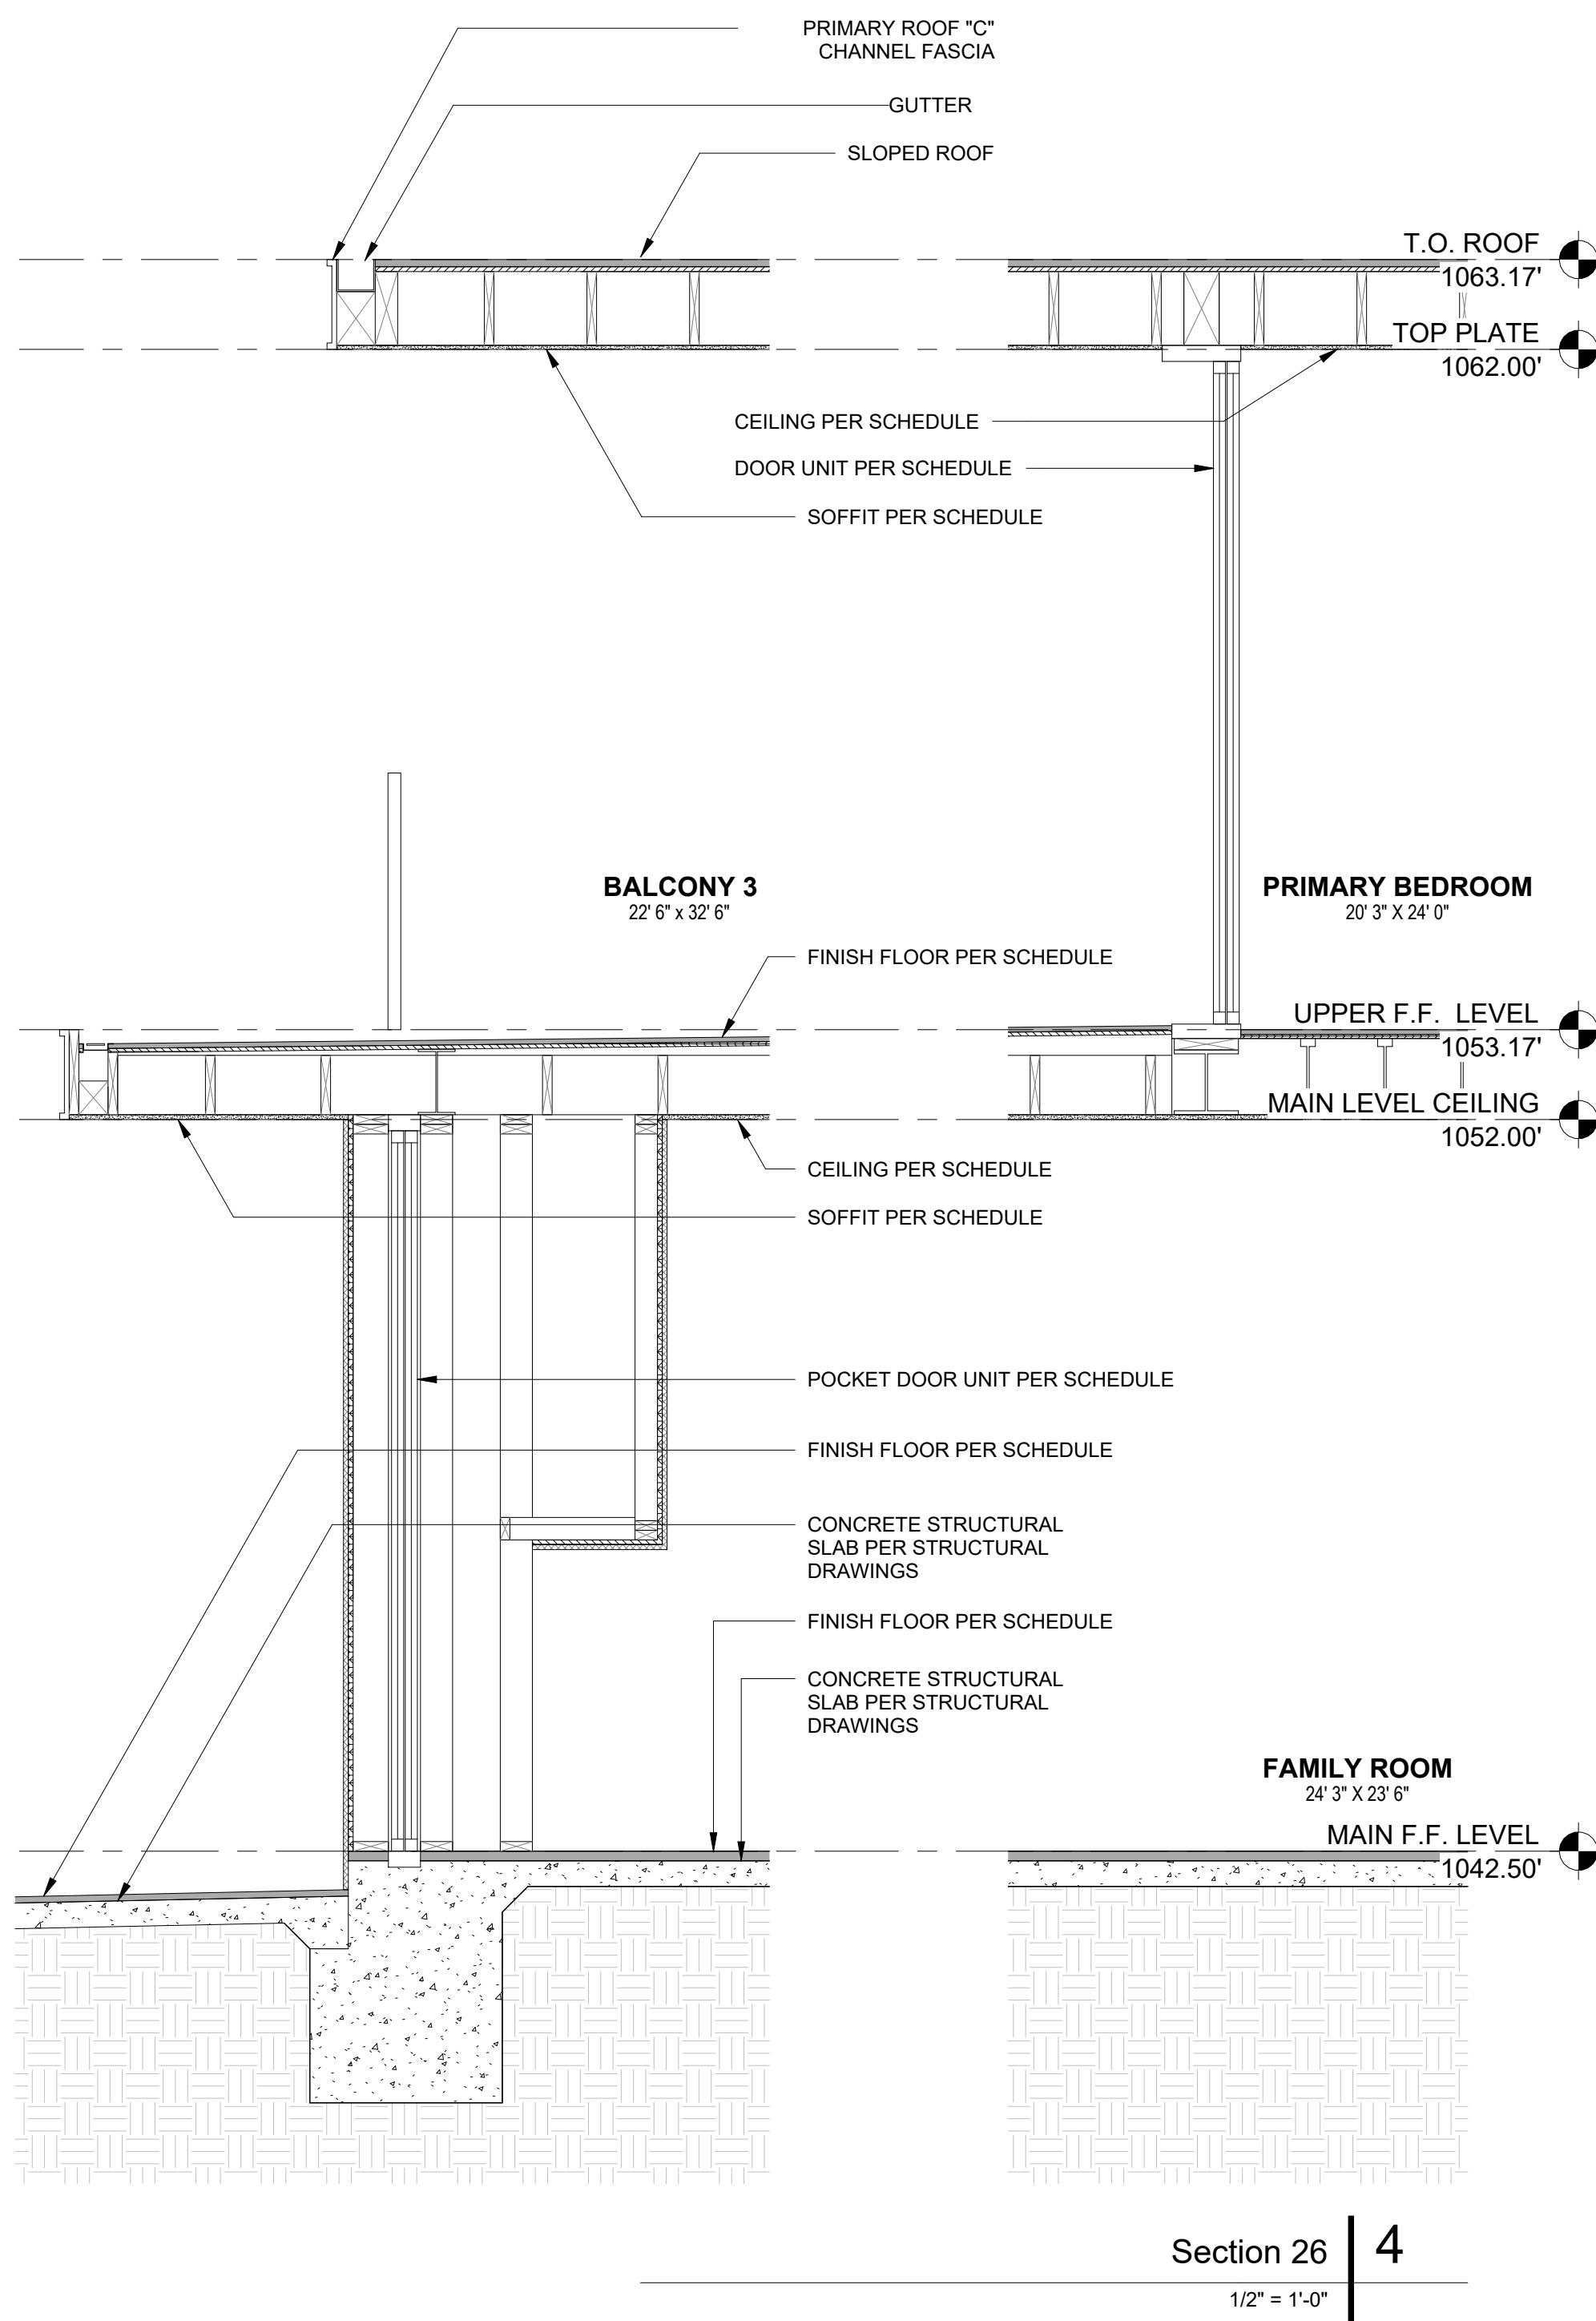 PRIMARY ROOF "C"
CHANNEL FASCIA
GUTTER
SLOPED ROOF
T.O. ROOF
1063.17'
TOP PLATE
1062.00'
CEILING PER SCHEDULE
DOOR UNIT PER SCHEDULE
SOFFIT PER SCHEDULE
BALCONY 3
22' 6" x 32' 6"
PRIMARY BEDROOM
20' 3" X 24' 0"
FINISH FLOOR PER SCHEDULE
UPPER F.F. LEVEL
1053.17'
MAIN LEVEL CEILING
1052.00'
CEILING PER SCHEDULE
SOFFIT PER SCHEDULE
POCKET DOOR UNIT PER SCHEDULE
FINISH FLOOR PER SCHEDULE
CONCRETE STRUCTURAL
SLAB PER STRUCTURAL
DRAWINGS
FINISH FLOOR PER SCHEDULE
CONCRETE STRUCTURAL
SLAB PER STRUCTURAL
DRAWINGS
FAMILY ROOM
24' 3" X 23' 6"
MAIN F.F. LEVEL
1042.50'
Section 26
4
1/2" = 1'-0"